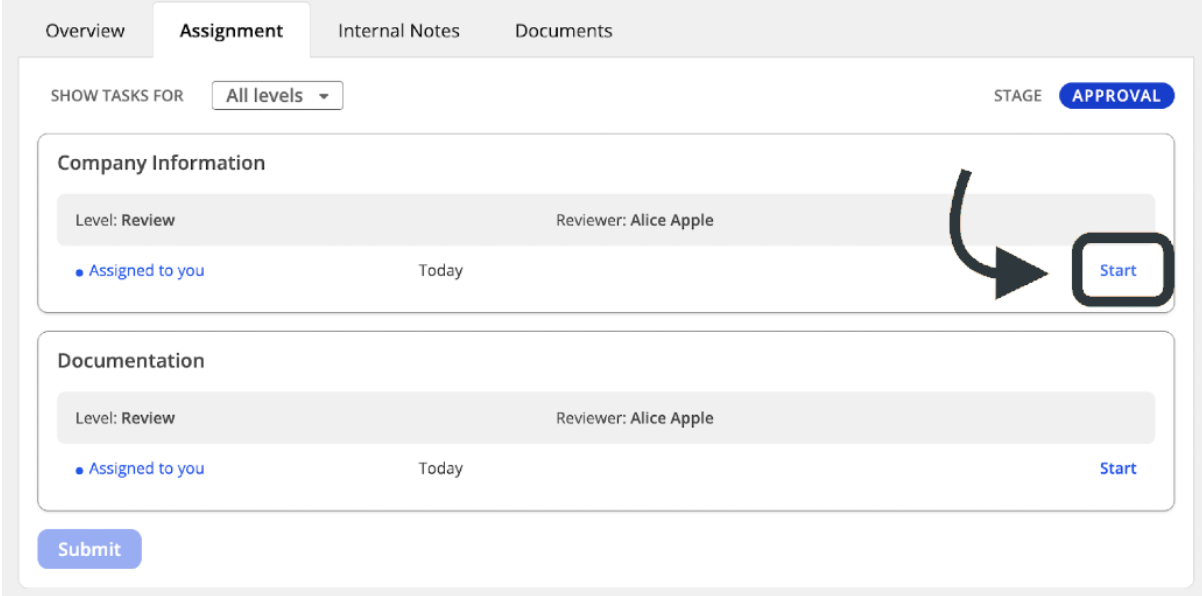 Overview Assignment Internal Notes Documents
SHOW TASKS FOR All levels STAGE APPROVAL
Company Information
Level: Review Reviewer: Alice Apple
Assigned to you Today Start
Documentation
Level: Review Reviewer: Alice Apple
Assigned to you Today Start
Submit